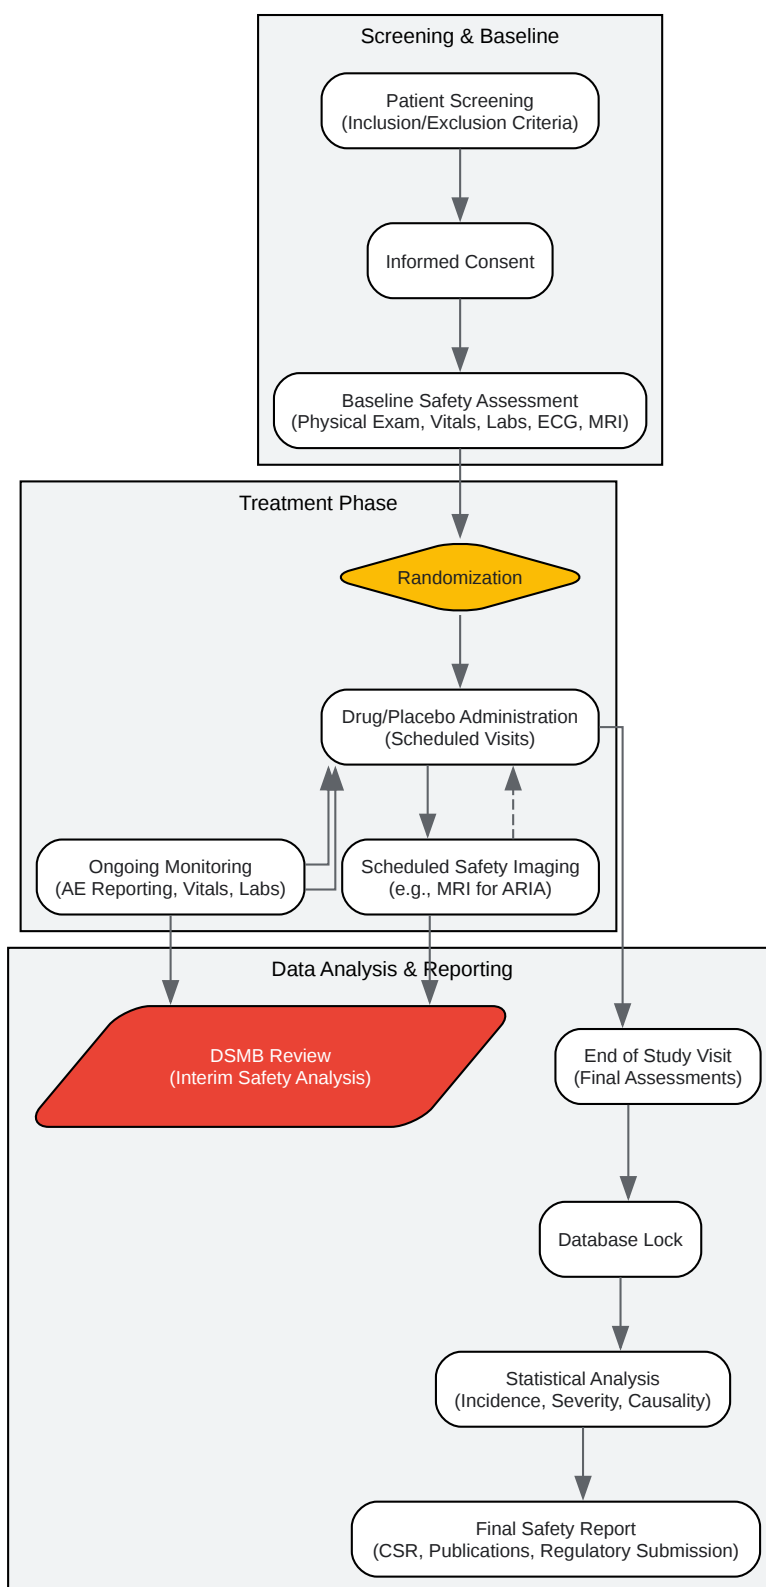 Screening & Baseline
Patient Screening
(Inclusion/Exclusion Criteria)
Informed Consent
Baseline Safety Assessment
(Physical Exam, Vitals, Labs, ECG, MRI)
Treatment Phase
Randomization
Drug/Placebo Administration
(Scheduled Visits)
Ongoing Monitoring
(AE Reporting, Vitals, Labs)
Scheduled Safety Imaging
(e.g., MRI for ARIA)
Data Analysis & Reporting
DSMB Review
(Interim Safety Analysis)
End of Study Visit
(Final Assessments)
Database Lock
Statistical Analysis
(Incidence, Severity, Causality)
Final Safety Report
(CSR, Publications, Regulatory Submission)